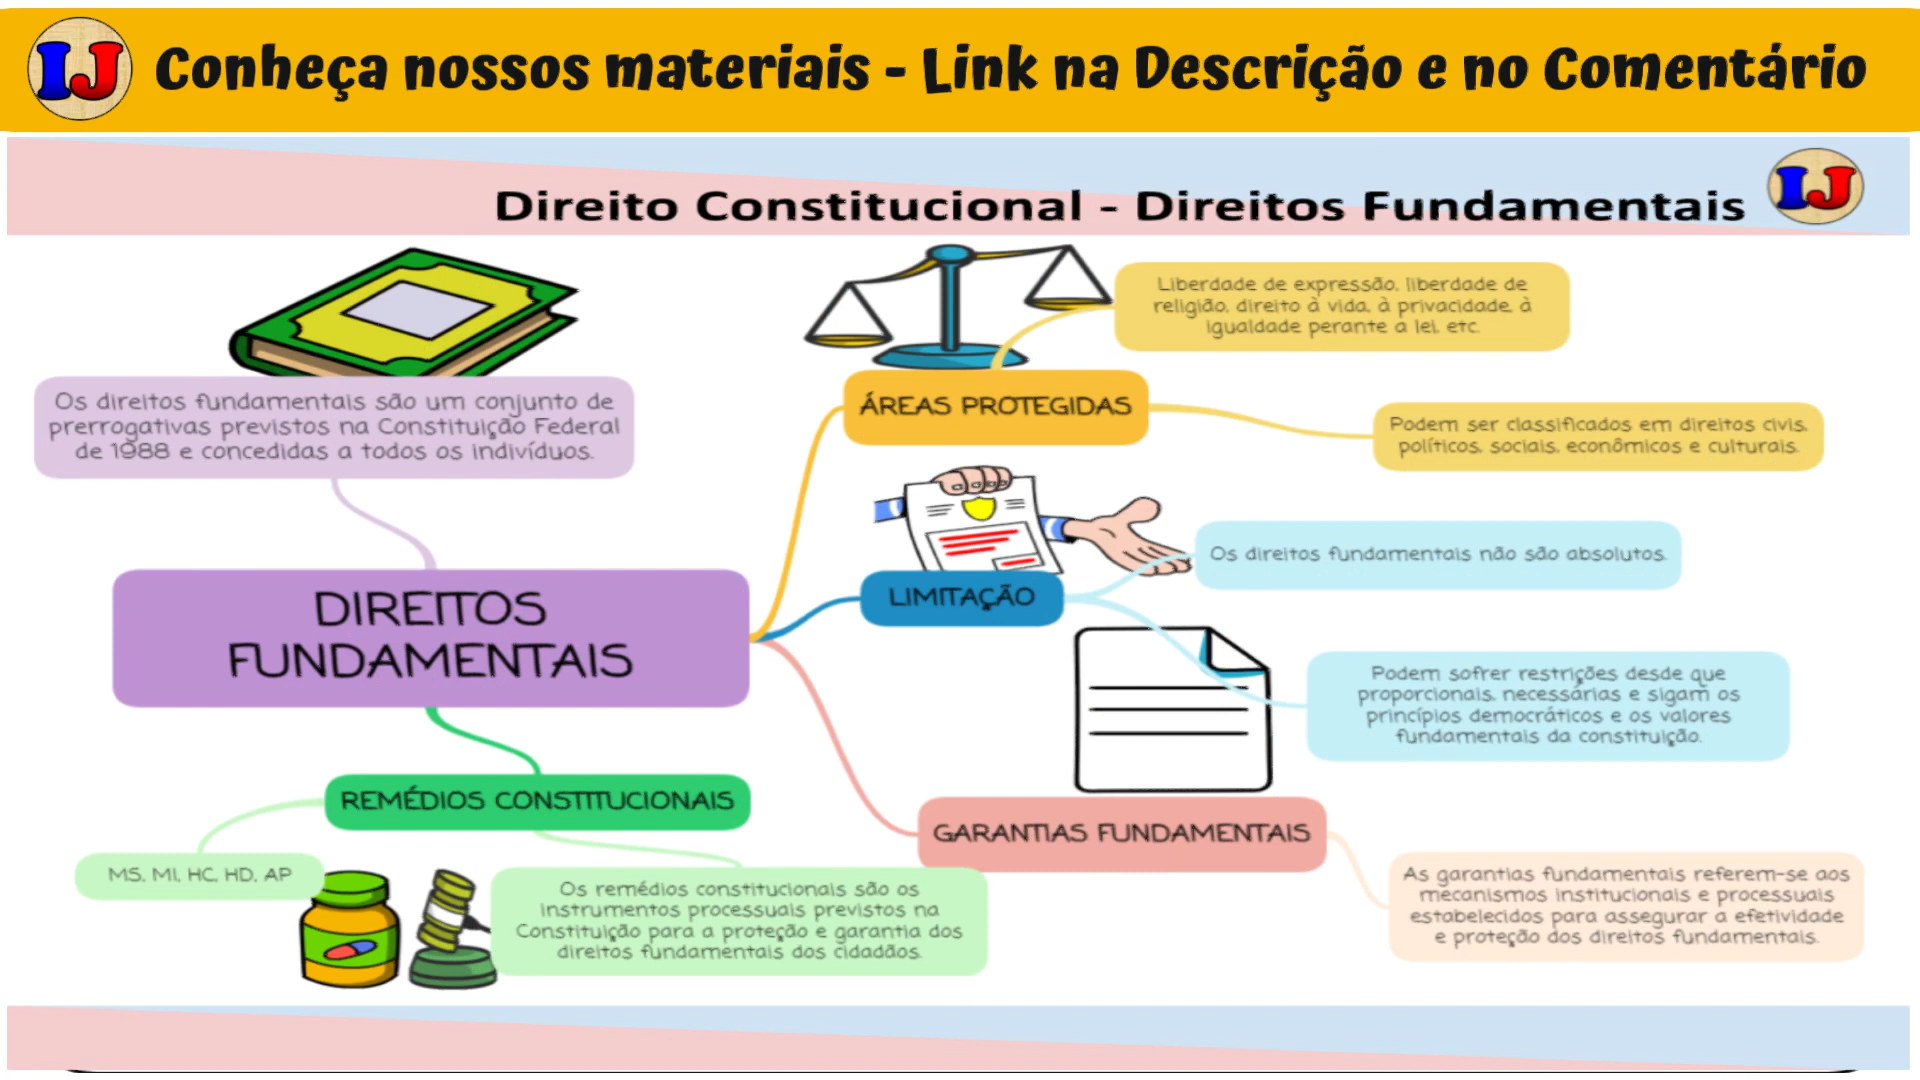 IJ Conheça nossos materiais - Link na Descrição e no Comentário
Direito Constitucional - Direitos Fundamentais IJ
Os direitos fundamentais são um conjunto de
prerrogativas previstos na Constituição Federal
de 1988 e concedidas a todos os indivíduos.
DIREITOS
FUNDAMENTAIS
REMÉDIOS CONSTITUCIONAIS
MS, MI, HC, HD, AP
Os remédios constitucionais são os
instrumentos processuais previstos na
Constituição para a proteção e garantia dos
direitos fundamentais dos cidadãos.
ÁREAS PROTEGIDAS
Liberdade de expressão, liberdade de
religião, direito à vida, à privacidade, à
igualdade perante a lei, etc.
Podem ser classificados em direitos civis,
políticos, sociais, econômicos e culturais.
LIMITAÇÃO
Os direitos fundamentais não são absolutos.
Podem sofrer restrições desde que
proporcionais, necessárias e sigam os
princípios democráticos e os valores
fundamentais da constituição.
GARANTIAS FUNDAMENTAIS
As garantias fundamentais referem-se aos
mecanismos institucionais e processuais
estabelecidos para assegurar a efetividade
e proteção dos direitos fundamentais.